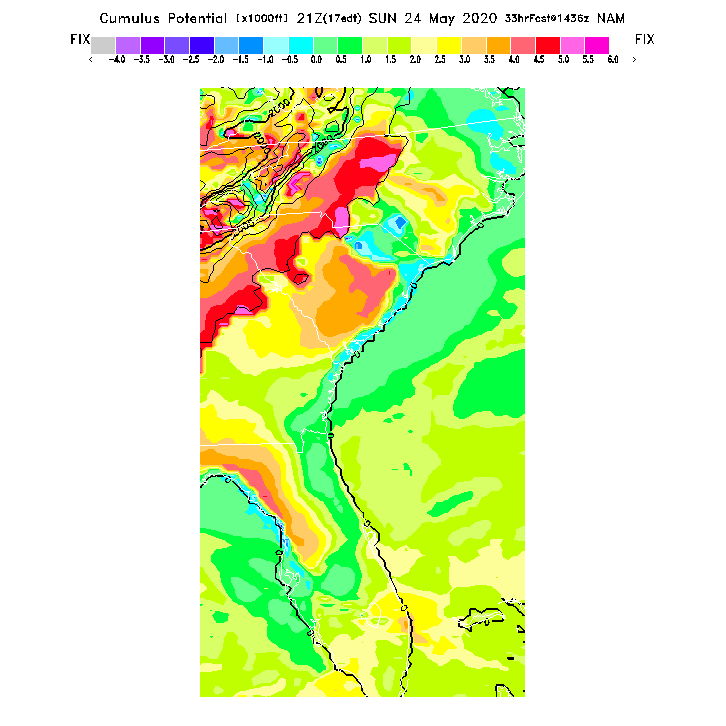 Cumulus Potential [x1000ft] 21Z(17edt) SUN 24 May 2020 33hrFcst@1436z NAM
FIX FIX
< -4.0 -3.5 -3.0 -2.5 -2.0 -1.5 -1.0 -0.5 0.0 0.5 1.0 1.5 2.0 2.5 3.0 3.5 4.0 4.5 5.0 5.5 6.0 >
2000